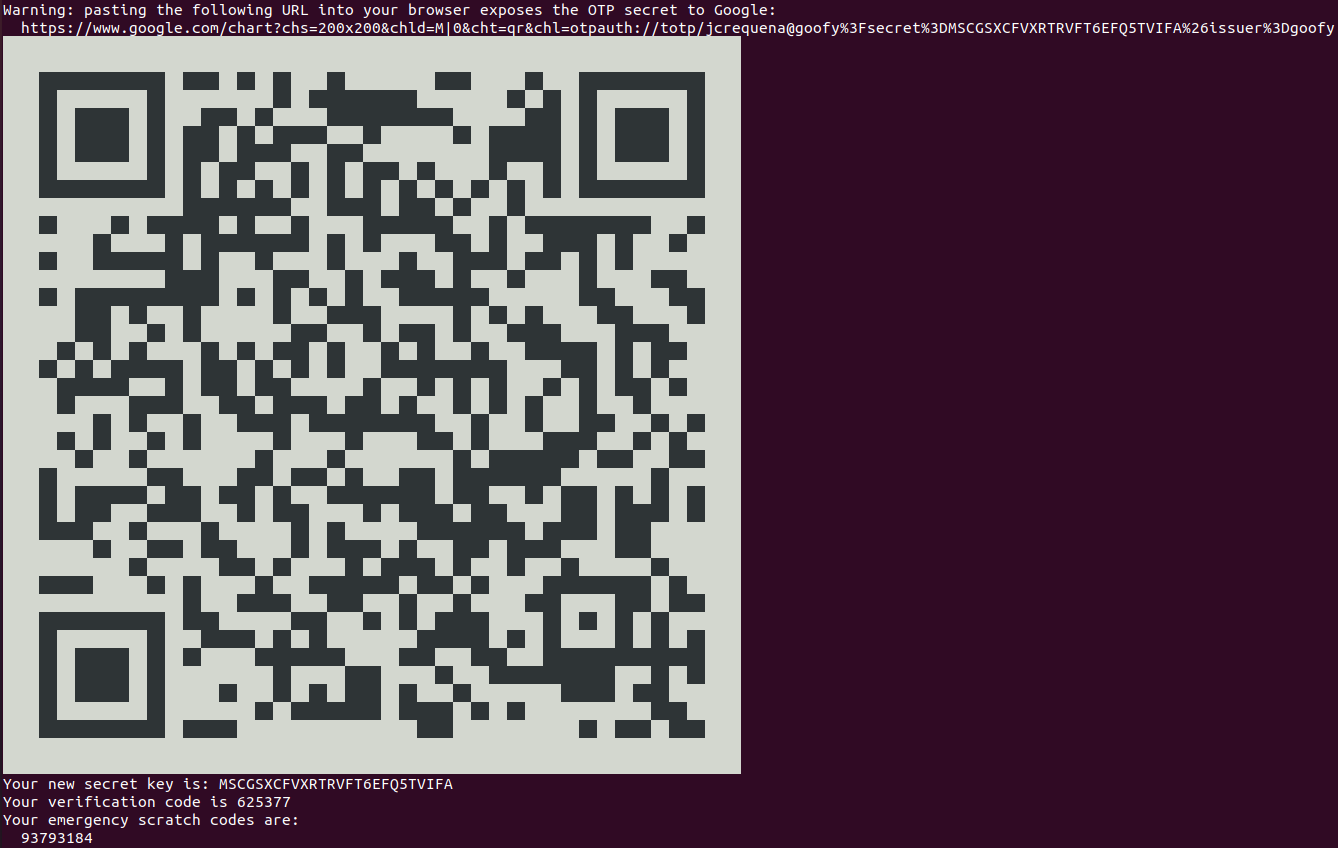 Warning: pasting the following URL into your browser exposes the OTP secret to Google:
  https://www.google.com/chart?chs=200x200&chld=M|0&cht=qr&chl=otpauth://totp/jcrequena@goofy%3Fsecret%3DMSCGSXCFVXRTRVFT6EFQ5TVIFA%26issuer%3Dgoofy
Your new secret key is: MSCGSXCFVXRTRVFT6EFQ5TVIFA
Your verification code is 625377
Your emergency scratch codes are:
  93793184